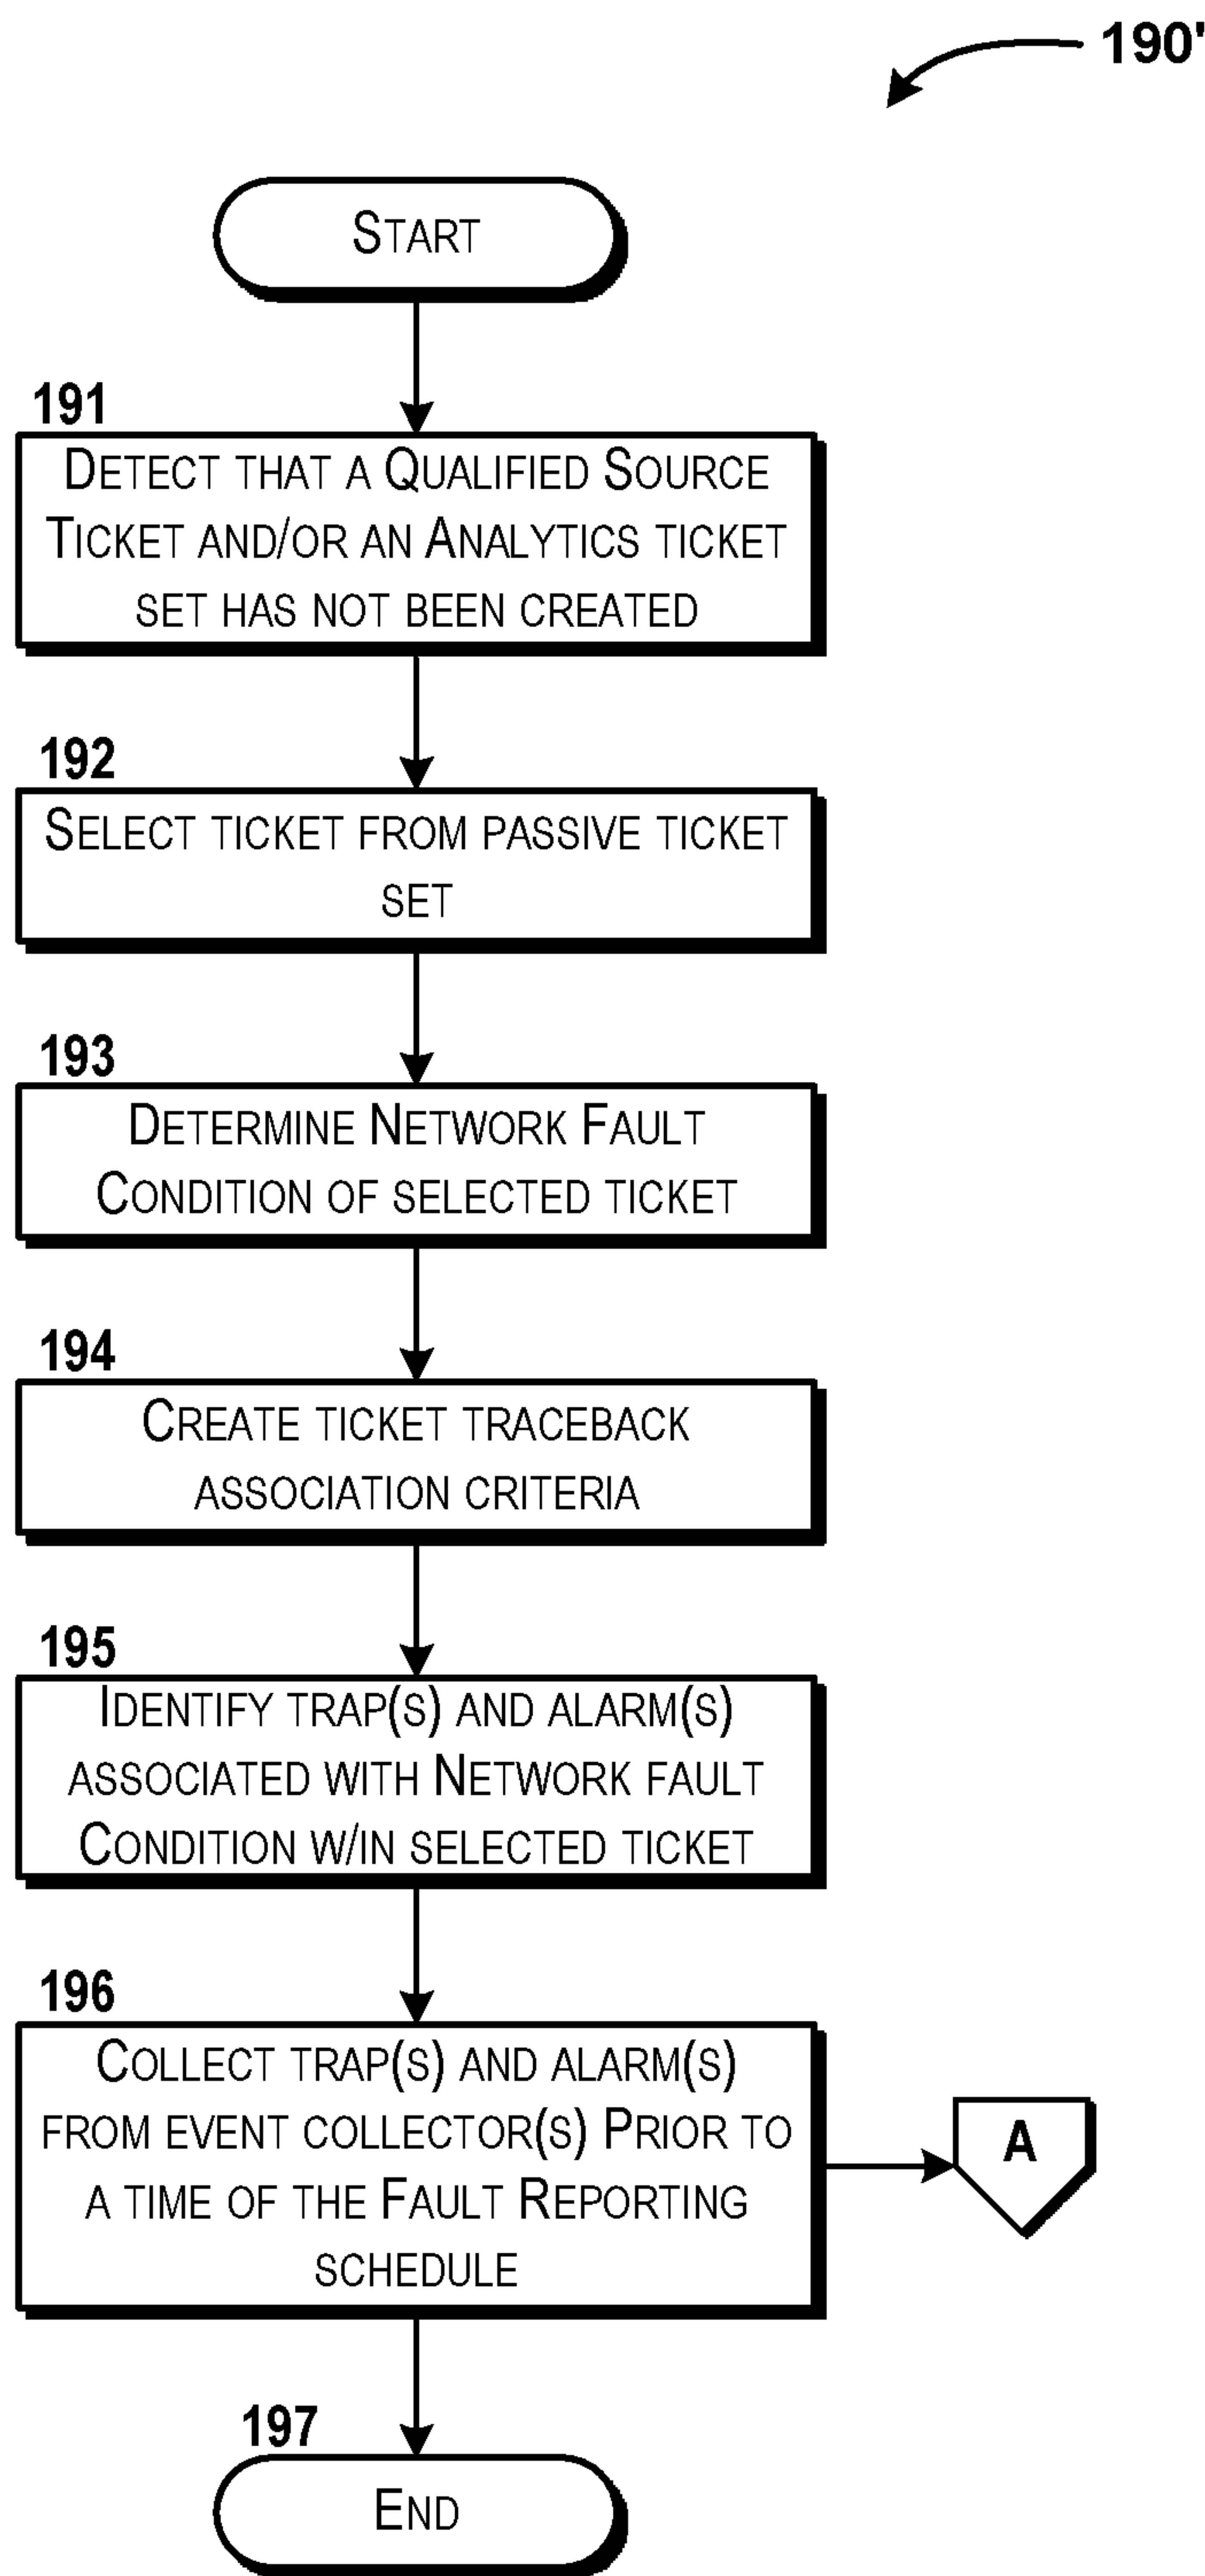 190'
START
191
DETECT THAT A QUALIFIED SOURCE
TICKET AND/OR AN ANALYTICS TICKET
SET HAS NOT BEEN CREATED
192
SELECT TICKET FROM PASSIVE TICKET
SET
193
DETERMINE NETWORK FAULT
CONDITION OF SELECTED TICKET
194
CREATE TICKET TRACEBACK
ASSOCIATION CRITERIA
195
IDENTIFY TRAP(S) AND ALARM(S)
ASSOCIATED WITH NETWORK FAULT
CONDITION W/IN SELECTED TICKET
196
COLLECT TRAP(S) AND ALARM(S)
FROM EVENT COLLECTOR(S) PRIOR TO
A TIME OF THE FAULT REPORTING
SCHEDULE
A
197
END